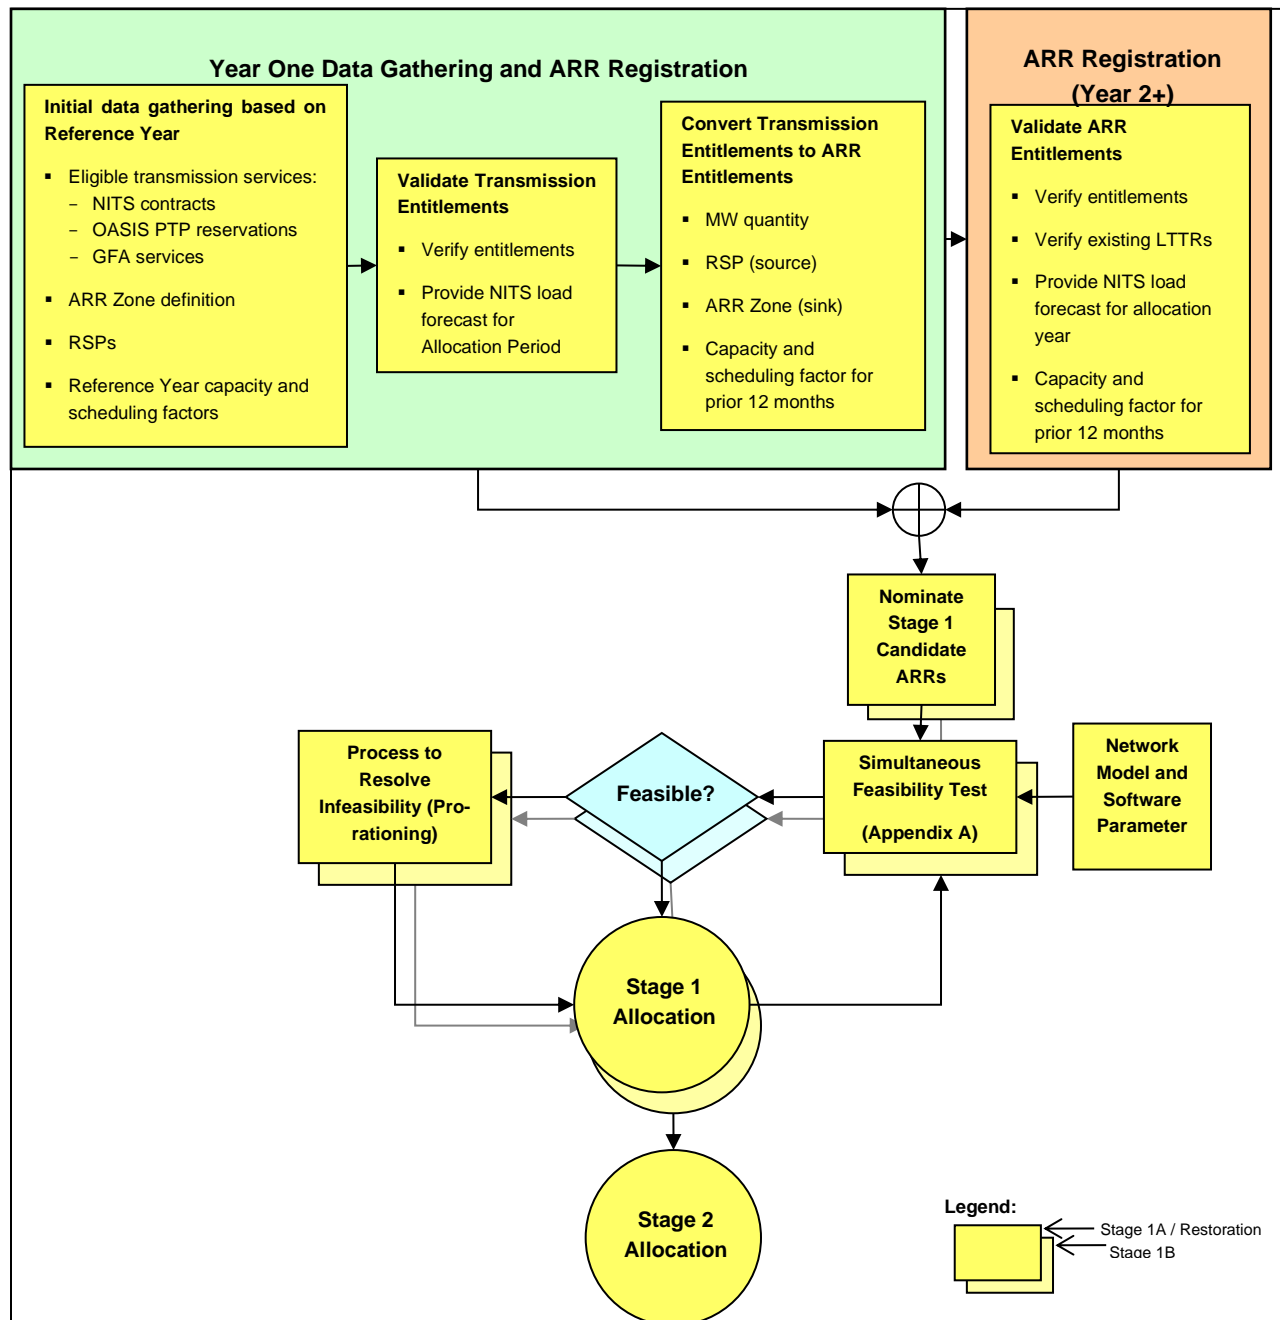 Year One Data Gathering and ARR Registration
Initial data gathering based on
Reference Year
▪ Eligible transmission services:
− NITS contracts
− OASIS PTP reservations
− GFA services
▪ ARR Zone definition
▪ RSPs
▪ Reference Year capacity and
scheduling factors
Validate Transmission
Entitlements
▪ Verify entitlements
▪ Provide NITS load
forecast for
Allocation Period
Convert Transmission
Entitlements to ARR
Entitlements
▪ MW quantity
▪ RSP (source)
▪ ARR Zone (sink)
▪ Capacity and
scheduling factor for
prior 12 months
ARR Registration
(Year 2+)
Validate ARR
Entitlements
▪ Verify entitlements
▪ Verify existing LTTRs
▪ Provide NITS load
forecast for allocation
year
▪ Capacity and
scheduling factor for
prior 12 months
Nominate
Stage 1
Candidate
ARRs
Process to
Resolve
Infeasibility (Pro-
rationing)
Feasible?
Simultaneous
Feasibility Test
(Appendix A)
Network
Model and
Software
Parameter
Stage 1
Allocation
Stage 2
Allocation
Legend:
Stage 1A / Restoration
Stage 1B